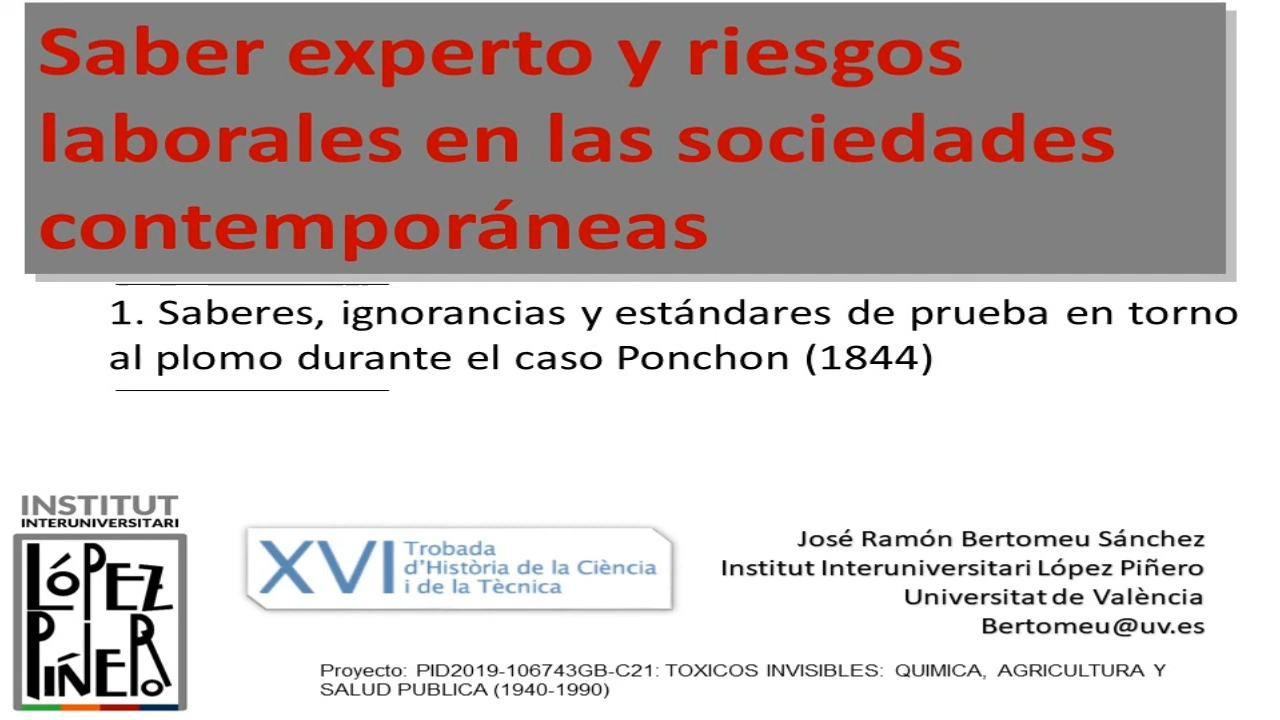 Saber experto y riesgos
laborales en las sociedades
contemporáneas
1. Saberes, ignorancias y estándares de prueba en torno
al plomo durante el caso Ponchon (1844)
INSTITUT
INTERUNIVERSITARI
LÓPEZ
PIÑERO
XVI Trobada
d'Història de la Ciència
i de la Tècnica
José Ramón Bertomeu Sánchez
Institut Interuniversitari López Piñero
Universitat de València
Bertomeu@uv.es
Proyecto: PID2019-106743GB-C21: TOXICOS INVISIBLES: QUIMICA, AGRICULTURA Y
SALUD PUBLICA (1940-1990)